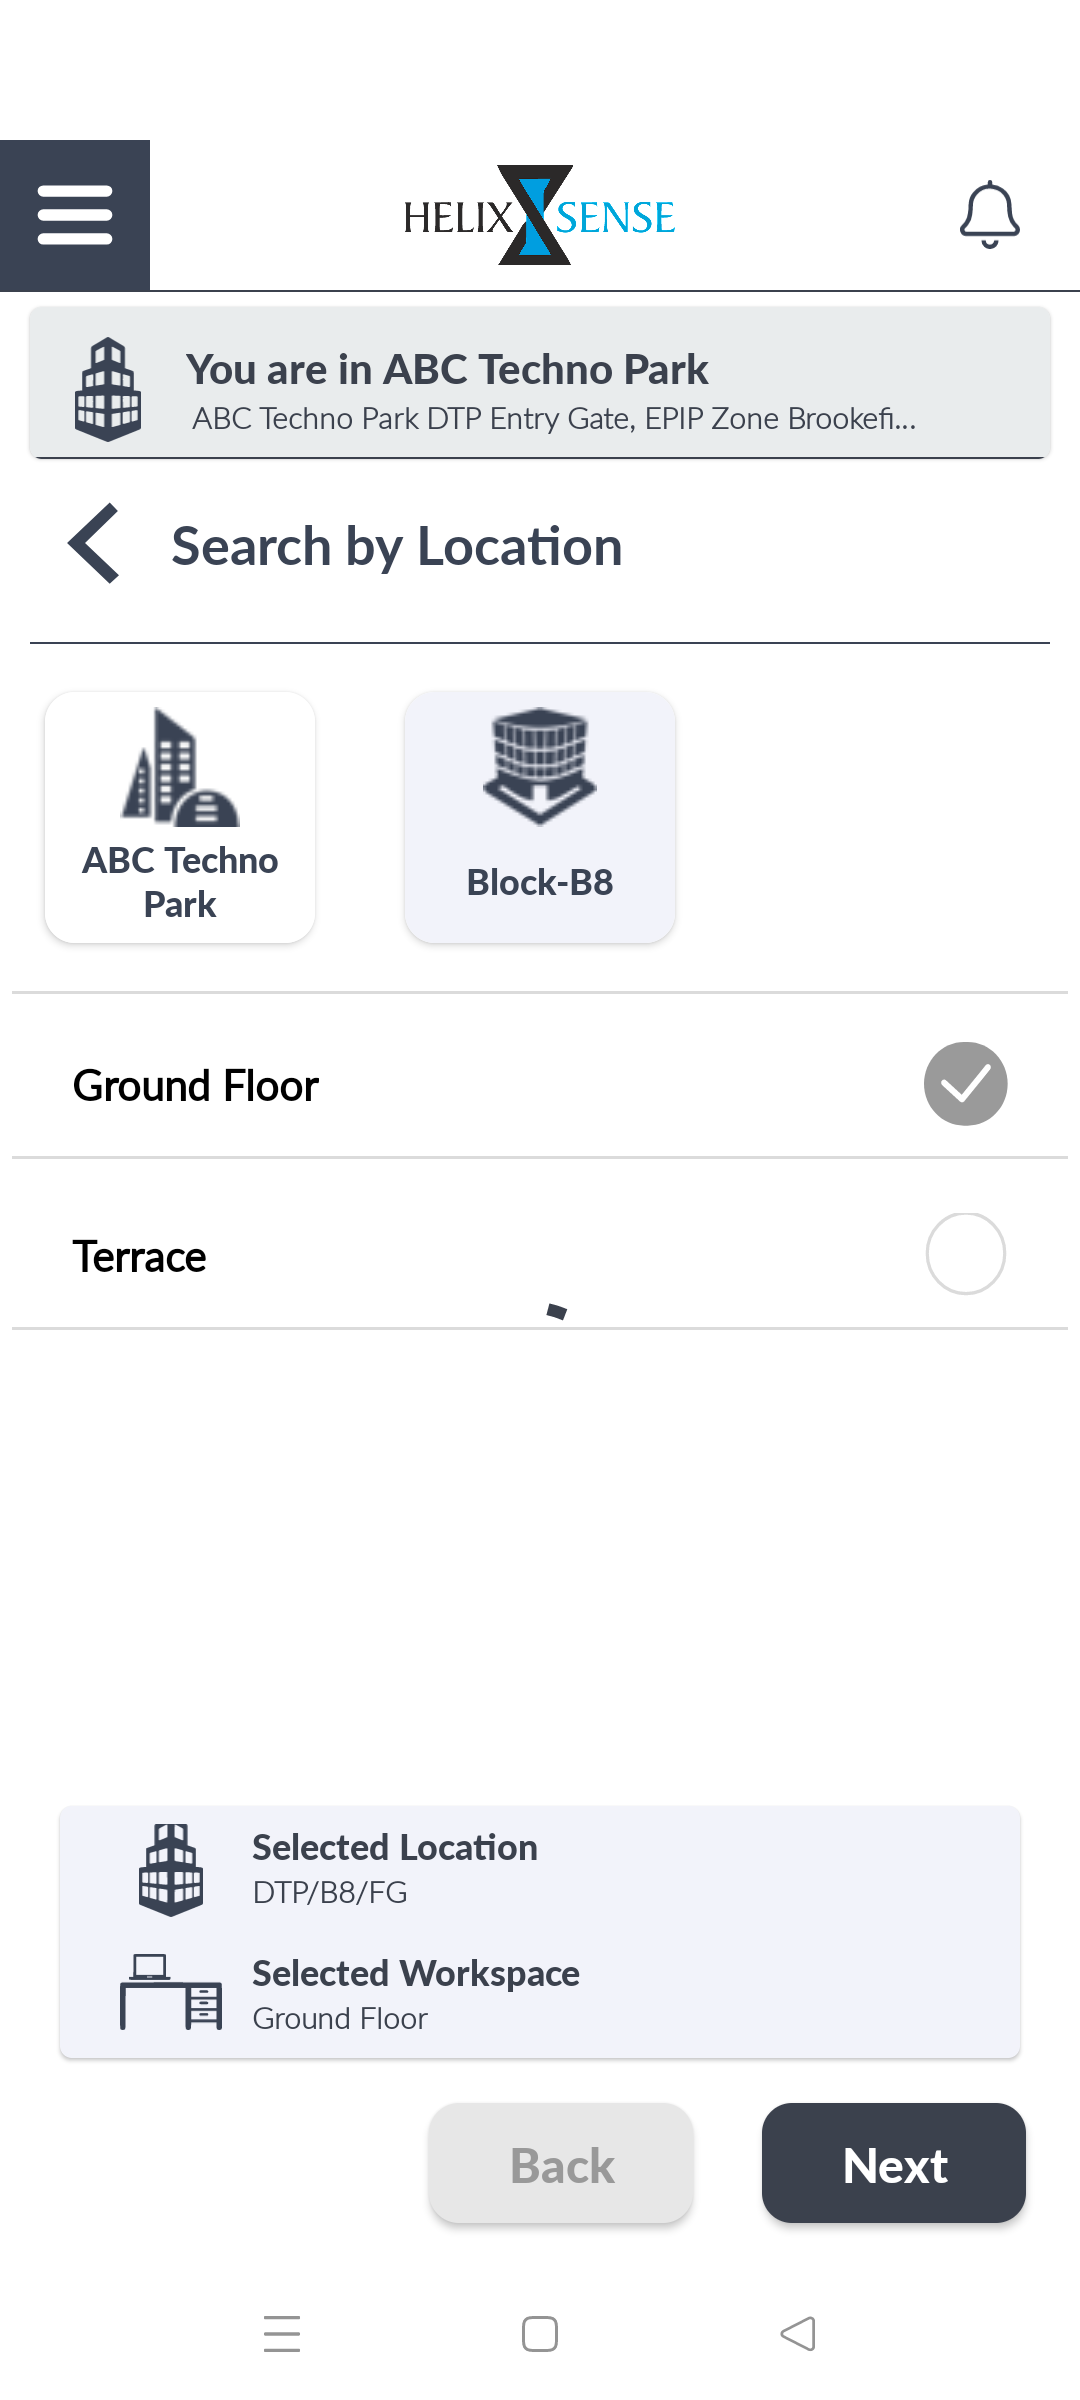 HELIX SENSE
You are in ABC Techno Park
ABC Techno Park DTP Entry Gate, EPIP Zone Brookefi...
Search by Location
ABC Techno
Park
Block-B8
Ground Floor
Terrace
Selected Location
DTP/B8/FG
Selected Workspace
Ground Floor
Back
Next